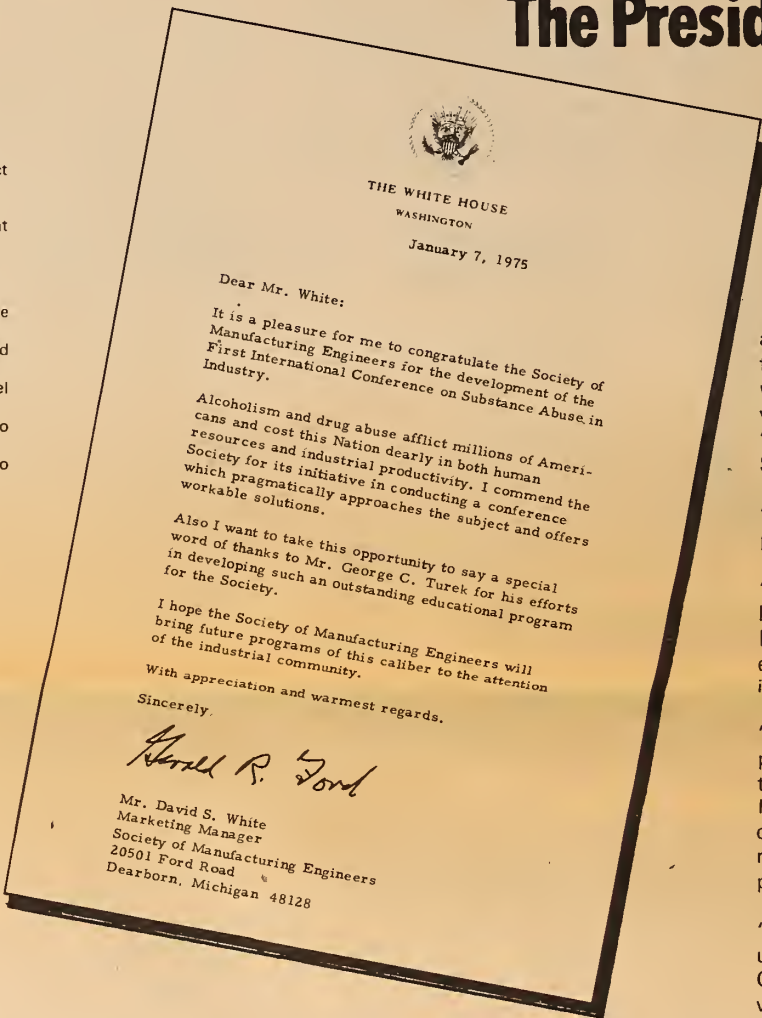 The Presid
THE WHITE HOUSE
WASHINGTON
January 7, 1975
Dear Mr. White:
It is a pleasure for me to congratulate the Society of
Manufacturing Engineers for the development of the
First International Conference on Substance Abuse in
Industry.
Alcoholism and drug abuse afflict millions of Ameri-
cans and cost this Nation dearly in both human
resources and industrial productivity. I commend the
Society for its initiative in conducting a conference
which pragmatically approaches the subject and offers
workable solutions.
Also I want to take this opportunity to say a special
word of thanks to Mr. George C. Turek for his efforts
in developing such an outstanding educational program
for the Society.
I hope the Society of Manufacturing Engineers will
bring future programs of this caliber to the attention
of the industrial community.
With appreciation and warmest regards.
Sincerely,
Gerald R. Ford
Mr. David S. White
Marketing Manager
Society of Manufacturing Engineers
20501 Ford Road
Dearborn, Michigan 48128